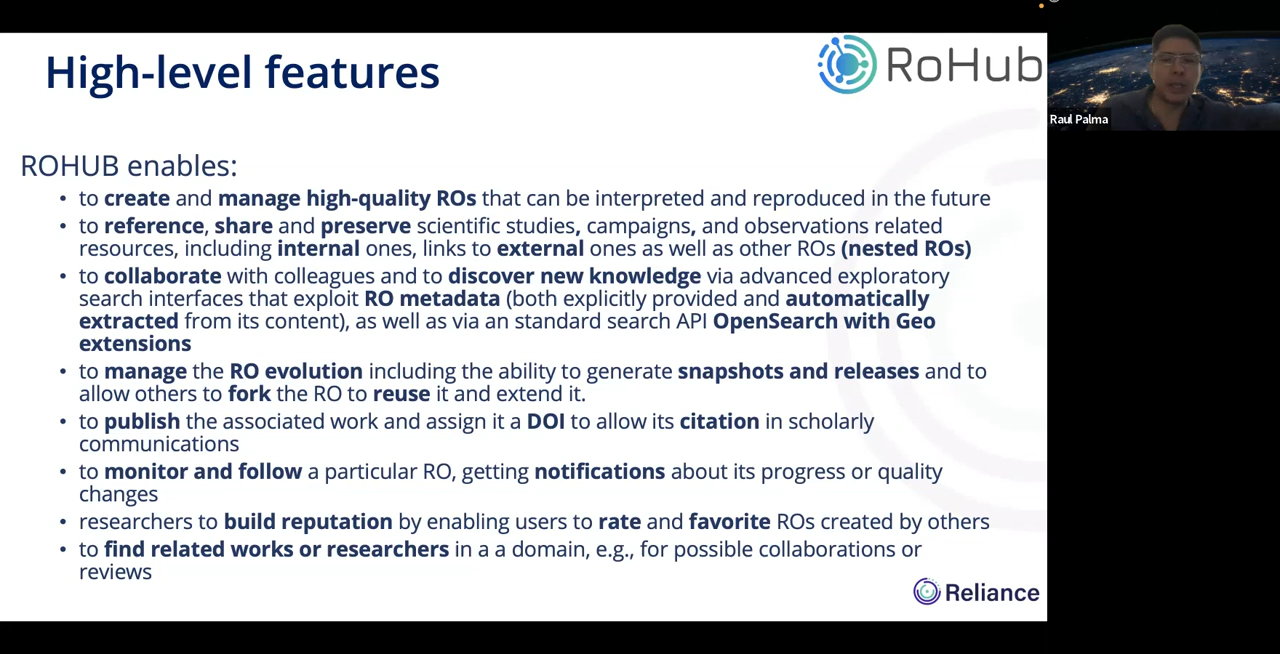 High-level features
RoHub
Raul Palma
ROHUB enables:
• to create and manage high-quality ROs that can be interpreted and reproduced in the future
• to reference, share and preserve scientific studies, campaigns, and observations related
resources, including internal ones, links to external ones as well as other ROs (nested ROs)
• to collaborate with colleagues and to discover new knowledge via advanced exploratory
search interfaces that exploit RO metadata (both explicitly provided and automatically
extracted from its content), as well as via an standard search API OpenSearch with Geo
extensions
• to manage the RO evolution including the ability to generate snapshots and releases and to
allow others to fork the RO to reuse it and extend it.
• to publish the associated work and assign it a DOI to allow its citation in scholarly
communications
• to monitor and follow a particular RO, getting notifications about its progress or quality
changes
• researchers to build reputation by enabling users to rate and favorite ROs created by others
• to find related works or researchers in a a domain, e.g., for possible collaborations or
reviews
Reliance